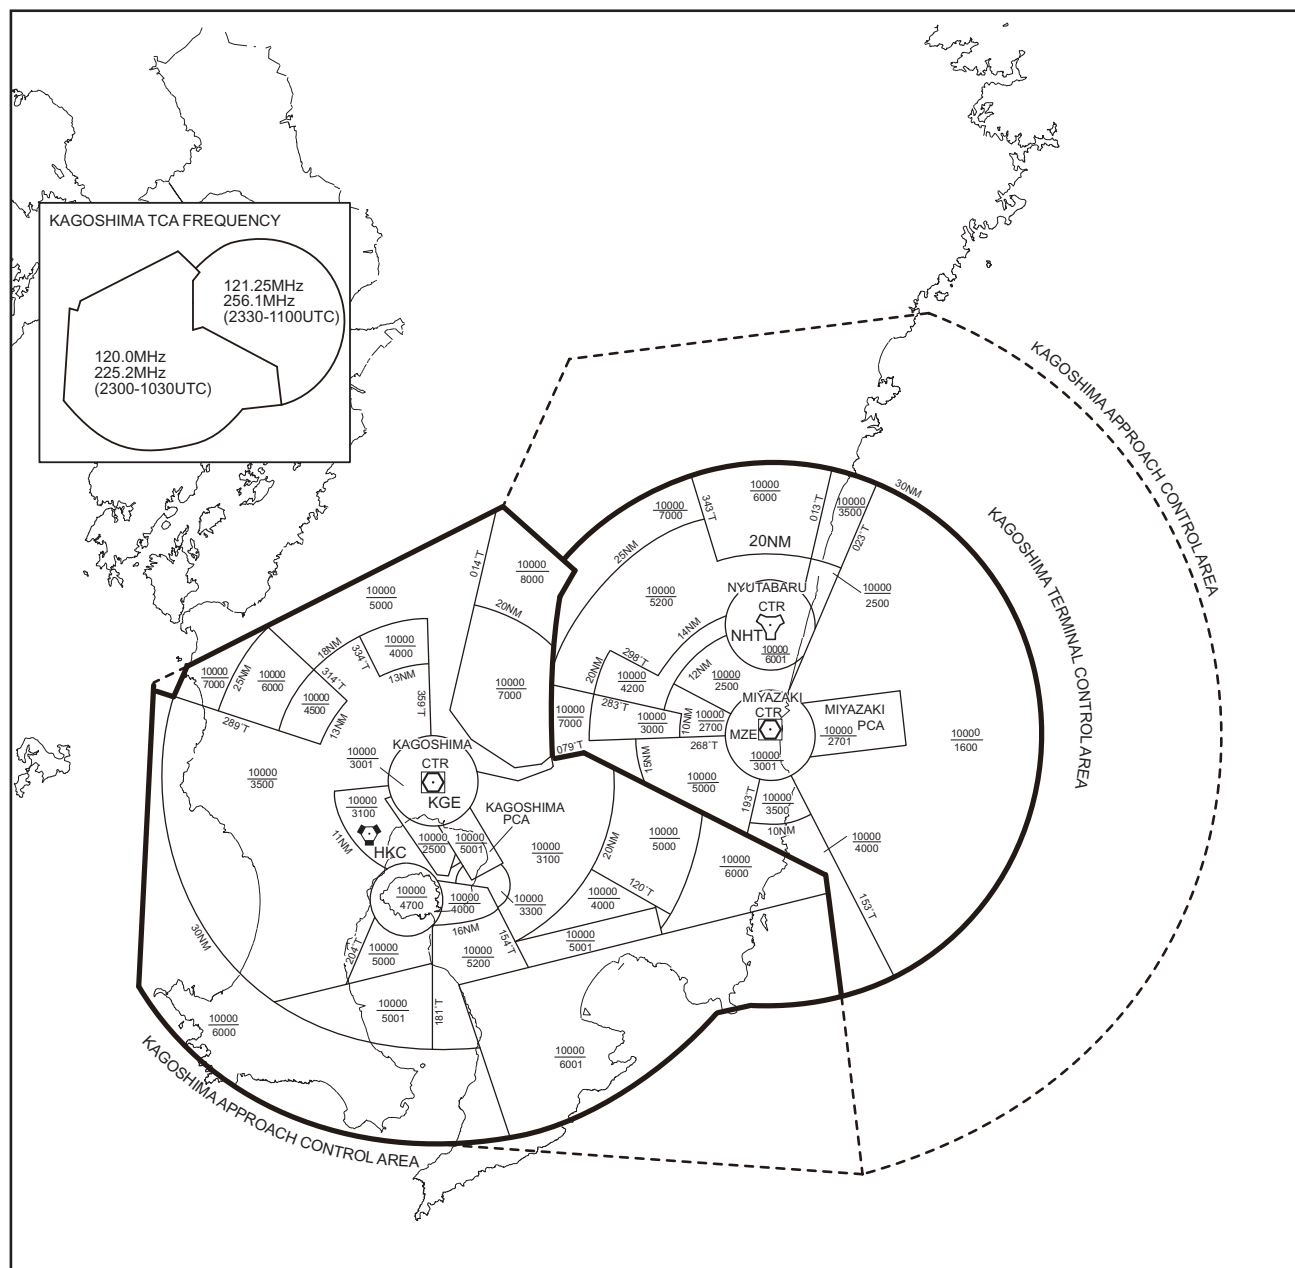 KAGOSHIMA TCA FREQUENCY
121.25MHz
256.1MHz
(2330-1100UTC)
120.0MHz
225.2MHz
(2300-1030UTC)
KAGOSHIMA APPROACH CONTROL AREA
KAGOSHIMA TERMINAL CONTROL AREA
30NM
10000
6000
10000
7000
343°T
013°T
10000
3500
023°T
25NM
20NM
10000
2500
10000
5200
NYUTABARU
CTR
NHT
10000
6001
14NM
298°T
20NM
10000
4200
12NM
10000
2500
283°T
10000
3000
10NM
10000
2700
268°T
MIYAZAKI
CTR
MZE
10000
3001
MIYAZAKI
PCA
10000
2701
10000
1600
10000
7000
079°T
15NM
10000
5000
193°T
10000
3500
10NM
10000
4000
153°T
014°T
10000
8000
20NM
10000
7000
10000
5000
18NM
334°T
10000
4000
13NM
314°T
359°T
10000
7000
25NM
10000
6000
10000
4500
13NM
289°T
10000
3500
10000
3001
KAGOSHIMA
CTR
KGE
KAGOSHIMA
PCA
10000
3100
HKC
11NM
10000
2500
10000
5001
10000
3100
20NM
10000
5000
10000
6000
120°T
10000
4000
10000
3300
10000
4700
10000
4000
16NM
154°T
10000
5001
204°T
10000
5000
10000
5200
30NM
10000
5001
181°T
10000
6000
10000
6001
KAGOSHIMA APPROACH CONTROL AREA